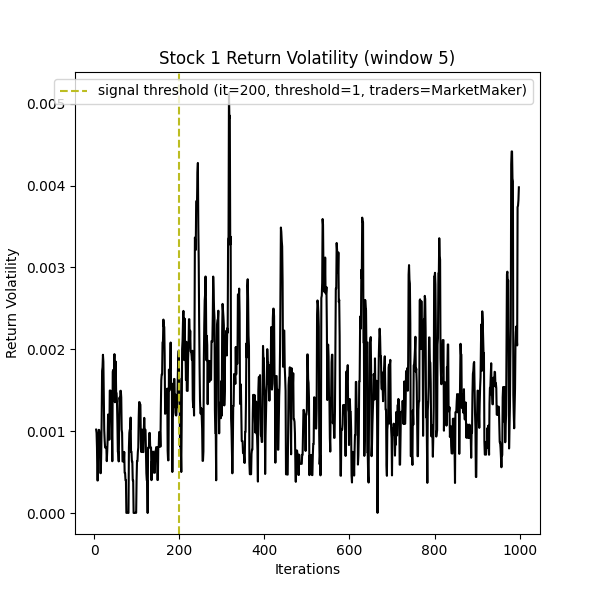 Stock 1 Return Volatility (window 5)
signal threshold (it=200, threshold=1, traders=MarketMaker)
0.005
0.004
0.003
0.002
0.001
0.000
Return Volatility
0 200 400 600 800 1000
Iterations